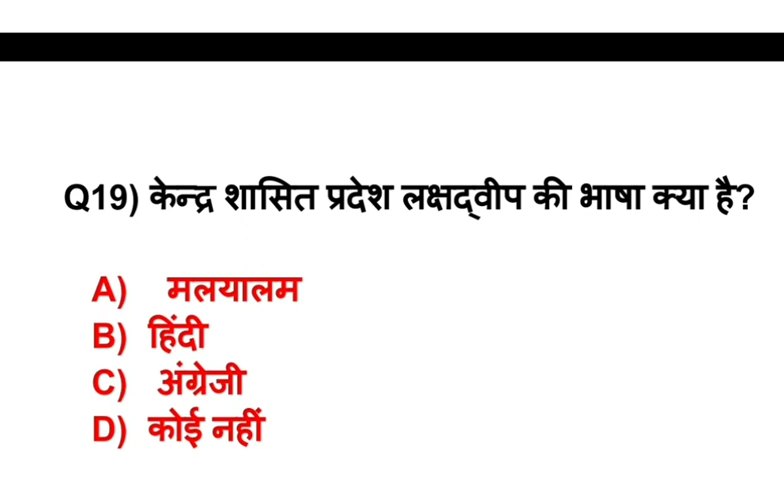 Q19) केन्द्र शासित प्रदेश लक्षद्वीप की भाषा क्या है?
A) मलयालम
B) हिंदी
C) अंग्रेजी
D) कोई नहीं